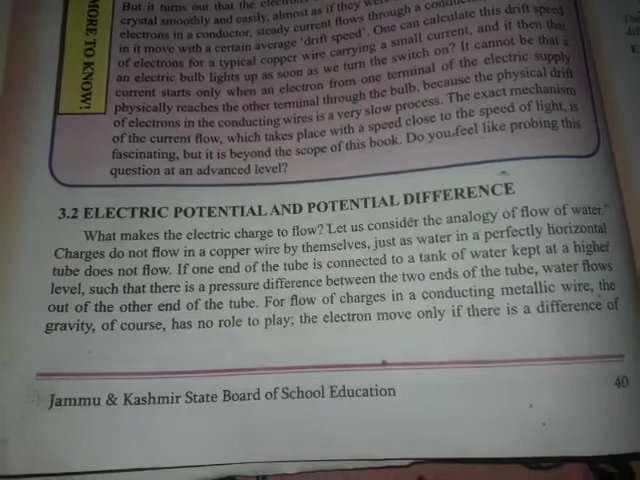 MORE TO KNOW!
But it turns out that the
crystal smoothly and easily, almost as if they were
electrons in a conductor, steady current flows through a
in it move with a certain average 'drift speed'. One can calculate this drift speed
of electrons for a typical copper wire carrying a small current, and it then that
an electric bulb lights up as soon as we turn the switch on? It cannot be that a
current starts only when an electron from one terminal of the electric supply
physically reaches the other terminal through the bulb, because the physical drift
of electrons in the conducting wires is a very slow process. The exact mechanism
of the current flow, which takes place with a speed close to the speed of light, is
fascinating, but it is beyond the scope of this book. Do you feel like probing this
question at an advanced level?
3.2 ELECTRIC POTENTIAL AND POTENTIAL DIFFERENCE
What makes the electric charge to flow? Let us consider the analogy of flow of water.
Charges do not flow in a copper wire by themselves, just as water in a perfectly horizontal
tube does not flow. If one end of the tube is connected to a tank of water kept at a higher
level, such that there is a pressure difference between the two ends of the tube, water flows
out of the other end of the tube. For flow of charges in a conducting metallic wire, the
gravity, of course, has no role to play; the electron move only if there is a difference of
Jammu & Kashmir State Board of School Education
40